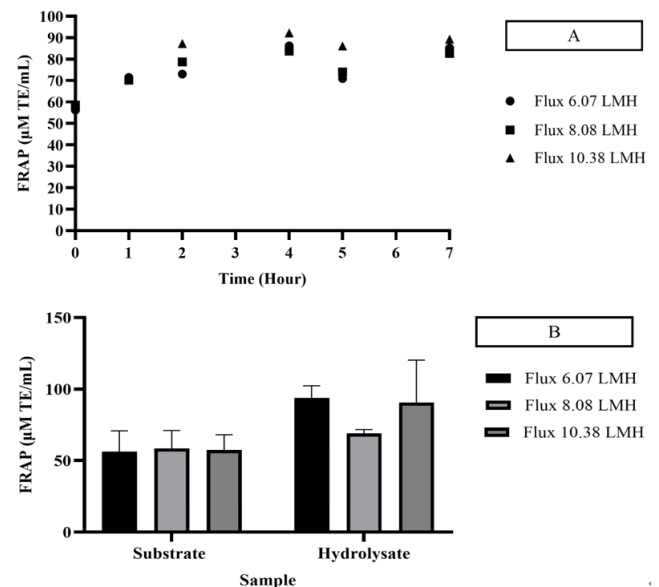 100
90
80
70
60
50
40
30
20
10
0
FRAP (µM TE/mL)
0 1 2 3 4 5 6 7
Time (Hour)
A
Flux 6.07 LMH
Flux 8.08 LMH
Flux 10.38 LMH
150
100
50
0
FRAP (µM TE/mL)
Substrate Hydrolysate
Sample
B
Flux 6.07 LMH
Flux 8.08 LMH
Flux 10.38 LMH